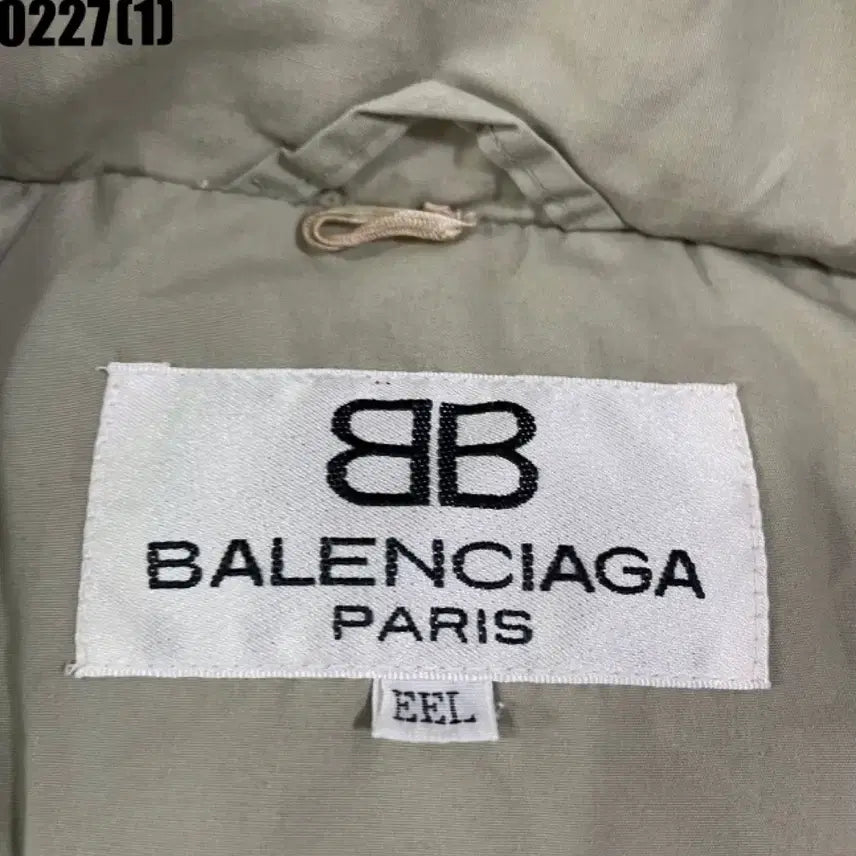 0227(1)
BB
BALENCIAGA
PARIS
EEL